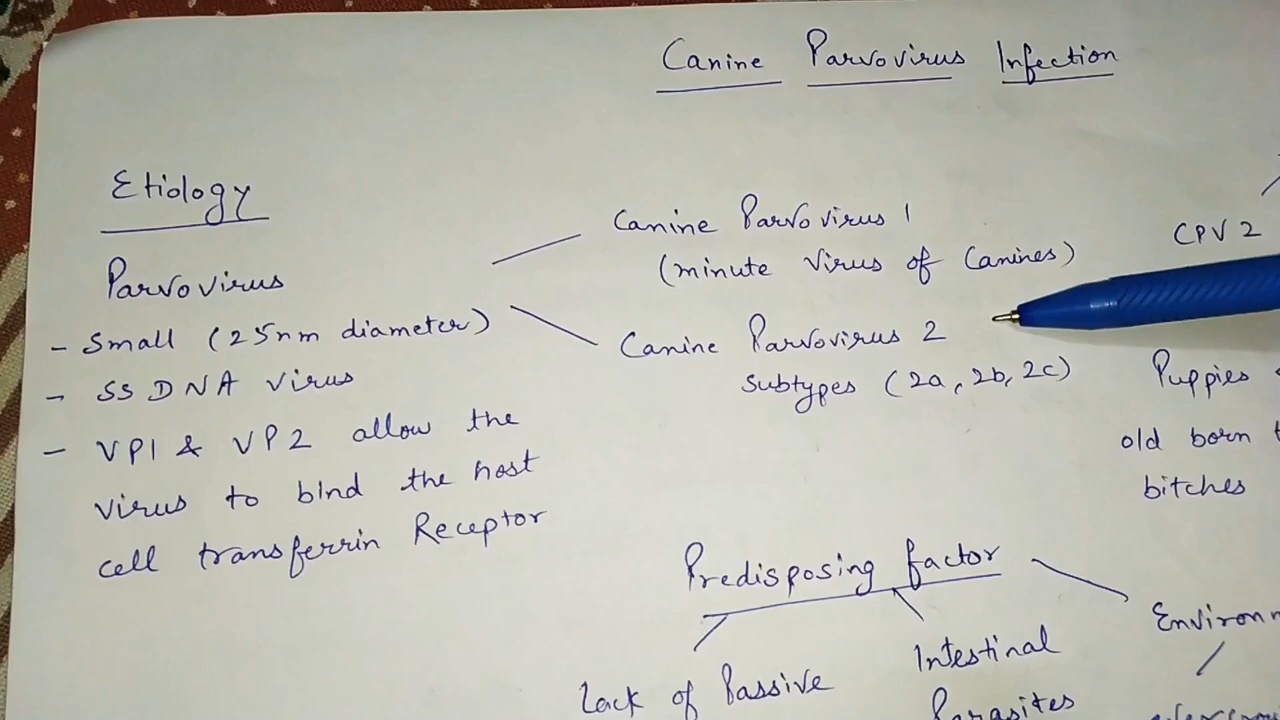 Canine Parvovirus Infection
Etiology
Parvovirus
- Small (25nm diameter)
- SS DNA virus
- VP1 & VP2 allow the
virus to bind the host
cell transferrin Receptor
Canine Parvovirus 1
(minute virus of Canines)
Canine Parvovirus 2
Subtypes (2a, 2b, 2c)
CPV 2
Puppies
old born
bitches
Predisposing factor
Lack of Passive
Intestinal
Parasites